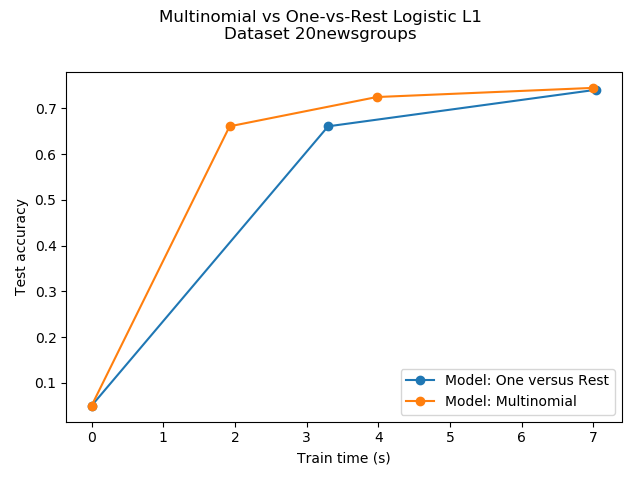 Multinomial vs One-vs-Rest Logistic L1
Dataset 20newsgroups
0.7
0.6
0.5
0.4
0.3
0.2
0.1
Test accuracy
Model: One versus Rest
Model: Multinomial
0 1 2 3 4 5 6 7
Train time (s)